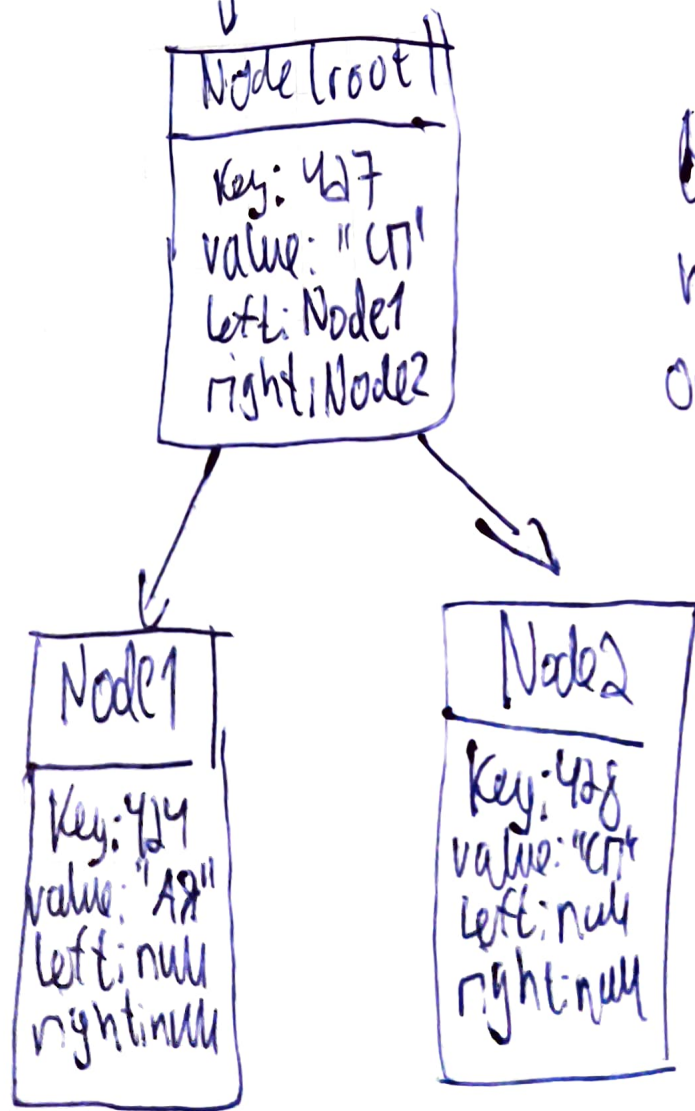 Node (root)
Key: 427
value: "СП"
left: Node1
right: Node2
Node1
Key: 424
value: "АЯ"
left: null
right: null
Node2
Key: 428
value: "СП"
left: null
right: null